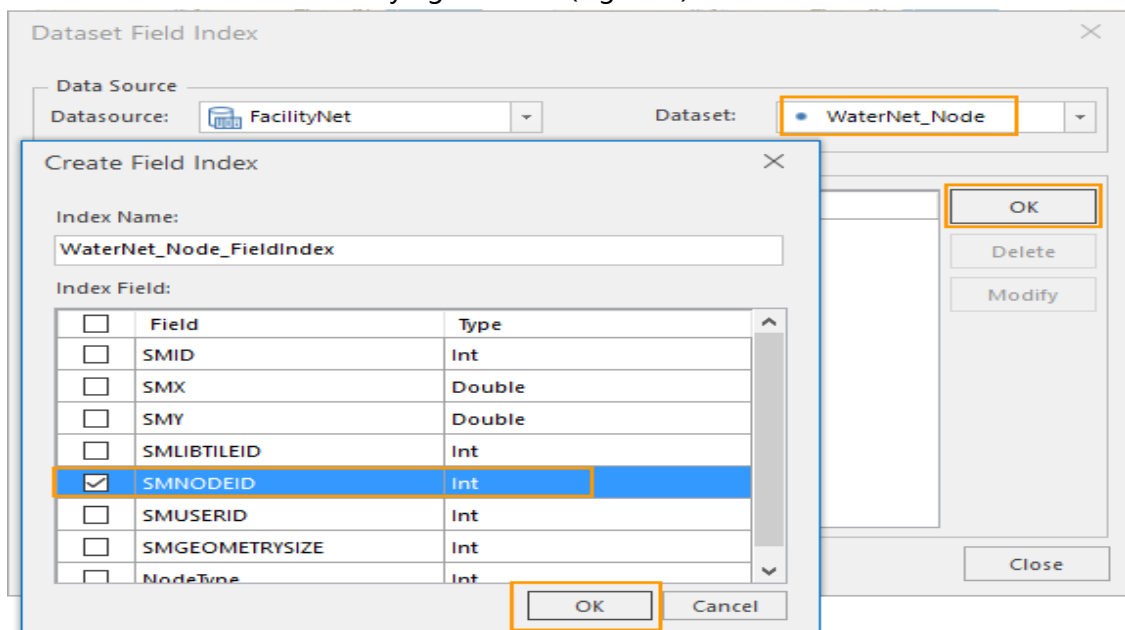 Dataset Field Index
Data Source
Datasource: FacilityNet Dataset: WaterNet_Node
Create Field Index
Index Name:
WaterNet_Node_FieldIndex
Index Field:
Field Type
SMID Int
SMX Double
SMY Double
SMLIBTILEID Int
SMNODEID Int
SMUSERID Int
SMGEOMETRYSIZE Int
NodeType Int
OK Cancel
OK
Delete
Modify
Close